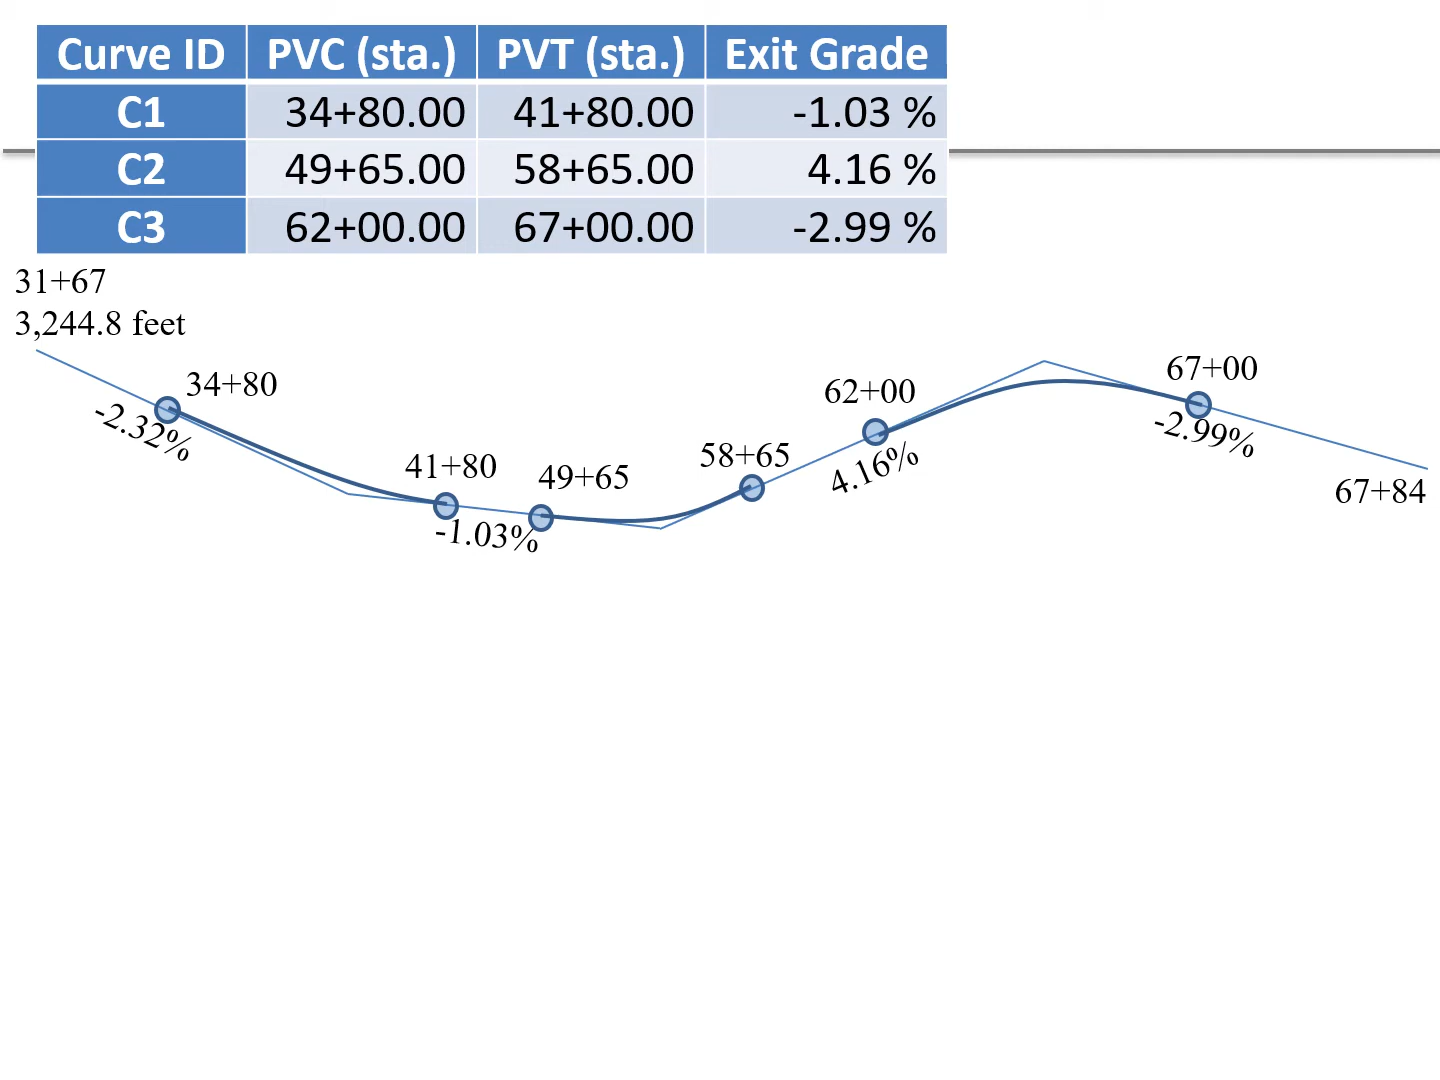 Curve ID PVC (sta.) PVT (sta.) Exit Grade
C1 34+80.00 41+80.00 -1.03 %
C2 49+65.00 58+65.00 4.16 %
C3 62+00.00 67+00.00 -2.99 %
31+67
3,244.8 feet
34+80
-2.32%
41+80
-1.03%
49+65
58+65
62+00
4.16%
67+00
-2.99%
67+84